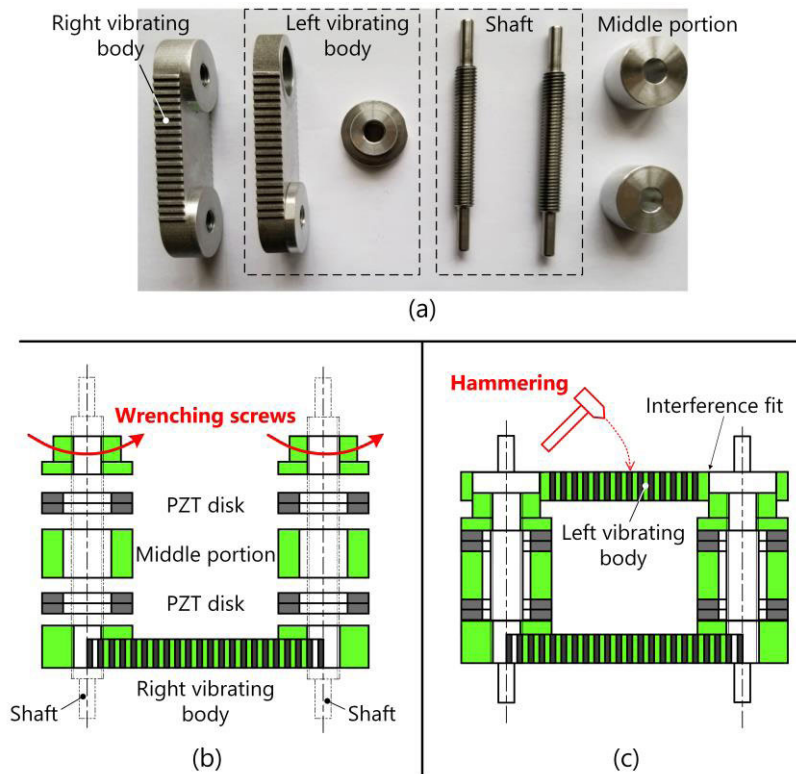 Right vibrating
body
Left vibrating
body
Shaft
Middle portion
(a)
Wrenching screws
PZT disk
Middle portion
PZT disk
Right vibrating
body
Shaft
Shaft
(b)
Hammering
Interference fit
Left vibrating
body
(c)